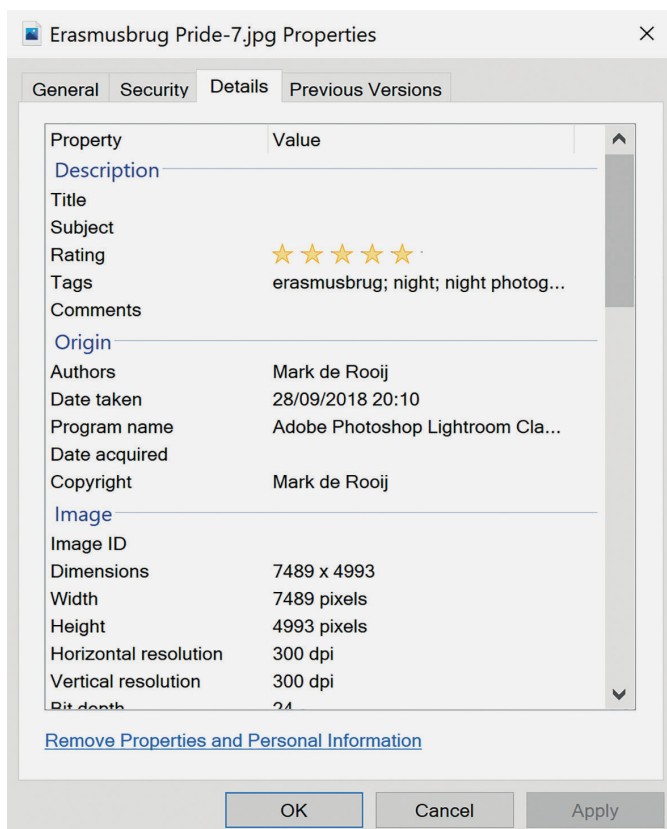 Erasmusbrug Pride-7.jpg Properties
General Security Details Previous Versions
Property Value
Description
Title
Subject
Rating
Tags erasmusbrug; night; night photog...
Comments
Origin
Authors Mark de Rooij
Date taken 28/09/2018 20:10
Program name Adobe Photoshop Lightroom Cla...
Date acquired
Copyright Mark de Rooij
Image
Image ID
Dimensions 7489 x 4993
Width 7489 pixels
Height 4993 pixels
Horizontal resolution 300 dpi
Vertical resolution 300 dpi
Bit depth 24
Remove Properties and Personal Information
OK Cancel Apply